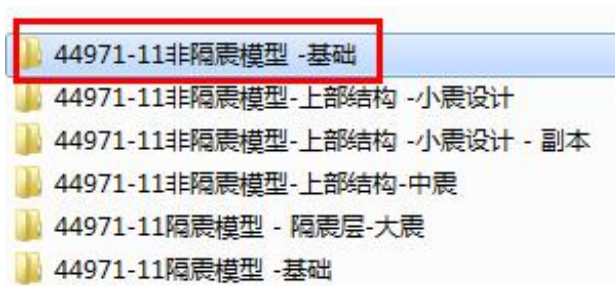 44971-11非隔震模型 -基础
44971-11非隔震模型-上部结构 -小震设计
44971-11非隔震模型-上部结构 -小震设计 - 副本
44971-11非隔震模型-上部结构-中震
44971-11隔震模型 - 隔震层-大震
44971-11隔震模型 -基础